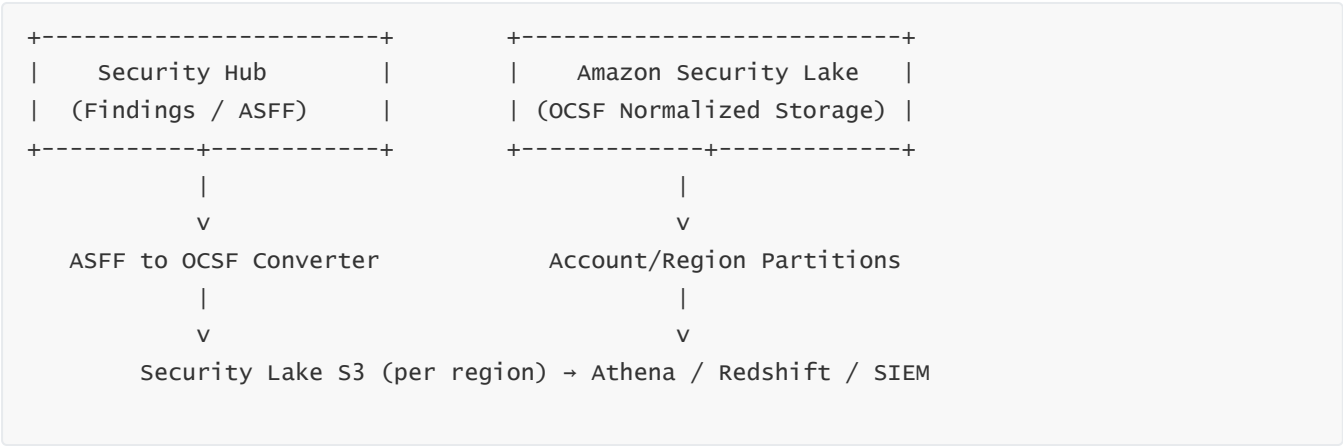 +------------------------+        +---------------------------+
|     Security Hub       |        |    Amazon Security Lake   |
|  (Findings / ASFF)     |        | (OCSF Normalized Storage) |
+-----------+------------+        +-------------+-------------+
            |                                 |
            v                                 v
   ASFF to OCSF Converter            Account/Region Partitions
            |                                 |
            v                                 v
        Security Lake S3 (per region) → Athena / Redshift / SIEM